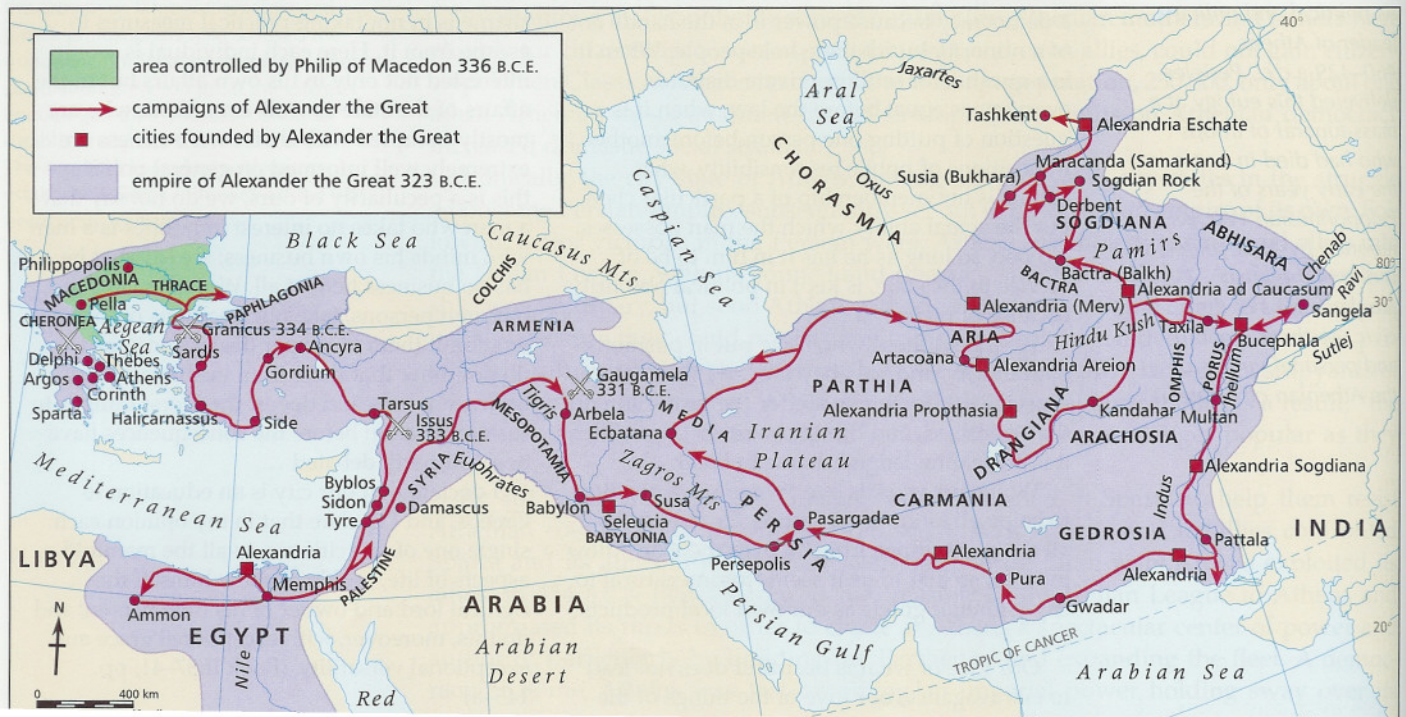 area controlled by Philip of Macedon 336 B.C.E.
campaigns of Alexander the Great
cities founded by Alexander the Great
empire of Alexander the Great 323 B.C.E.
40°
Aral
Sea
Jaxartes
Tashkent
Alexandria Eschate
CHORASMIA
Oxus
Maracanda (Samarkand)
Susia (Bukhara)
Sogdian Rock
Derbent
SOGDIANA
Pamirs
ABHISARA
Chenab
Ravi
80°
30°
Caspian Sea
Black Sea
Caucasus Mts
COLCHIS
Philippopolis
MACEDONIA
THRACE
Pella
PAPHLAGONIA
CHERONEA
Aegean
Sea
Granicus 334 B.C.E.
ARMENIA
Bactra (Balkh)
BACTRA
Alexandria ad Caucasum
Alexandria (Merv)
Sangela
Taxila
Hindu Kush
Bucephala
Sutlej
Delphi
Thebes
Sardis
Ancyra
Gordium
Argos
Athens
Corinth
Sparta
Halicarnassus
Side
Tarsus
Issus
333 B.C.E.
Gaugamela
331 B.C.E.
Tigris
Arbela
MESOPOTAMIA
MEDIA
Ecbatana
ARIA
Artacoana
Alexandria Areion
PARTHIA
OMPHIS
PORUS
Jhellum
Alexandria Propthasia
Kandahar
Multan
DRANGIANA
ARACHOSIA
Iranian
Plateau
Mediterranean Sea
SYRIA
Euphrates
Zagros Mts
Byblos
Sidon
Tyre
Damascus
Babylon
Susa
Seleucia
BABYLONIA
PERSIA
Pasargadae
CARMANIA
Alexandria Sogdiana
Indus
INDIA
GEDROSIA
LIBYA
Alexandria
PALESTINE
Persepolis
Alexandria
Pura
Alexandria
Pattala
Gwadar
Ammon
Memphis
EGYPT
Nile
ARABIA
Arabian
Desert
Red
Persian Gulf
TROPIC OF CANCER
Arabian Sea
20°
N
0
400 km